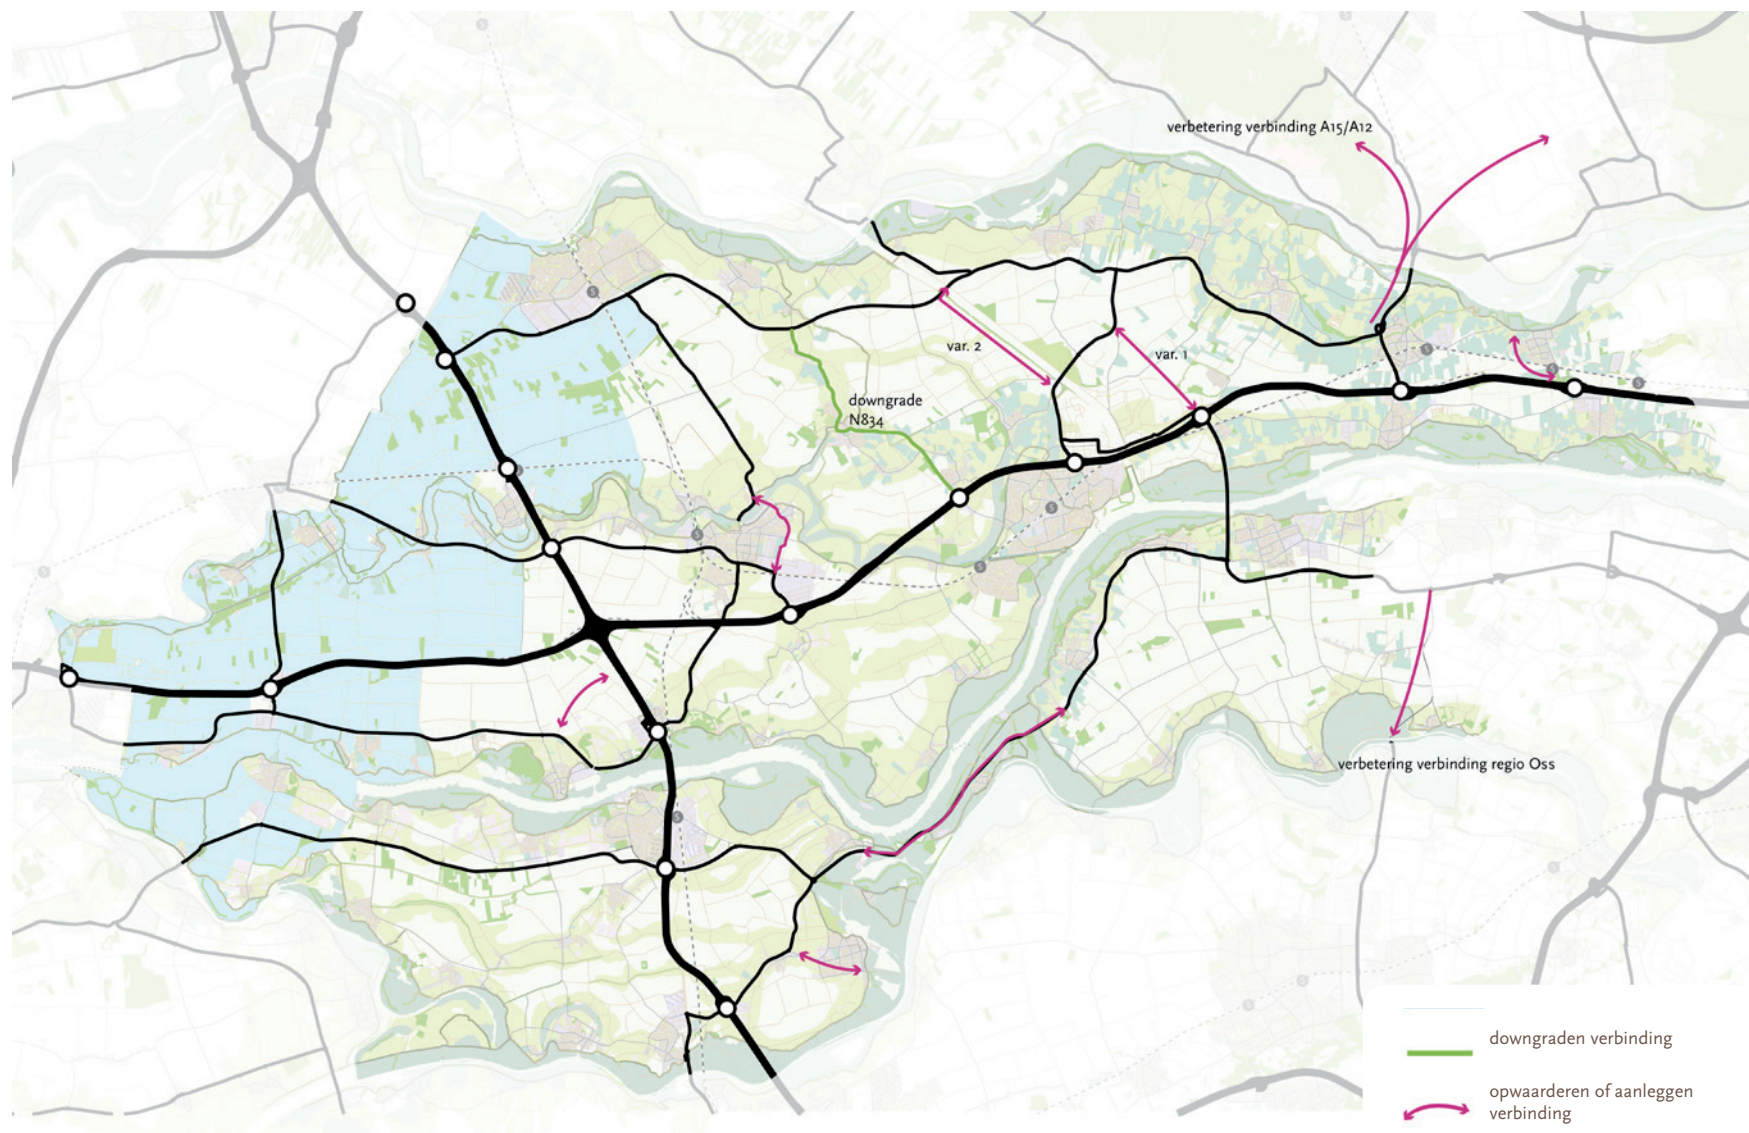 verbetering verbinding A15/A12
var. 2
var. 1
downgrade
N834
verbetering verbinding regio Oss
downgraden verbinding
opwaarderen of aanleggen
verbinding